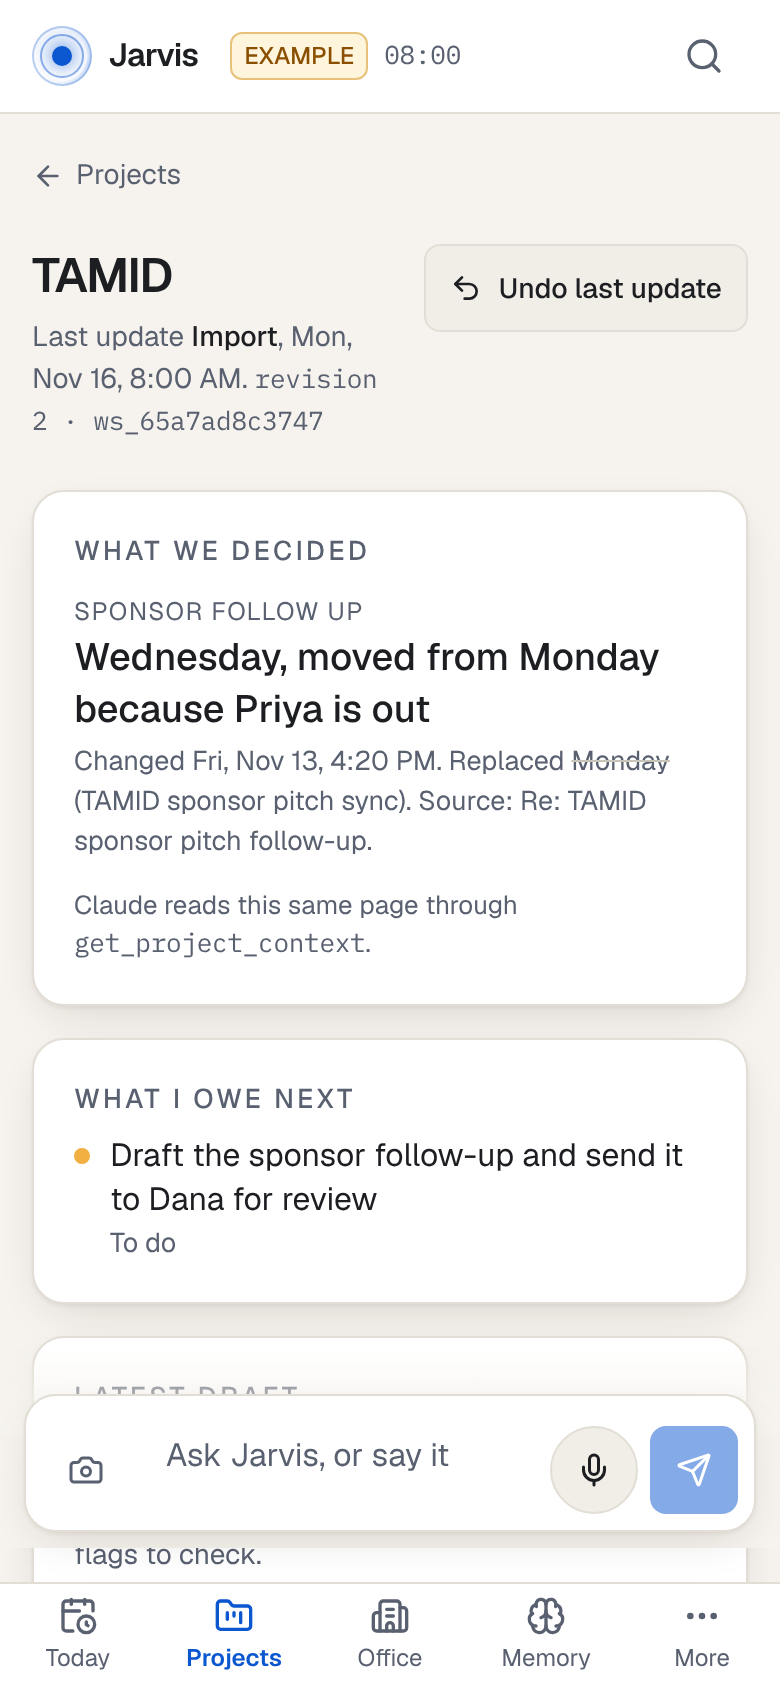 Jarvis
EXAMPLE
08:00
Projects
TAMID
Undo last update
Last update Import, Mon,
Nov 16, 8:00 AM. revision
2 · ws_65a7ad8c3747
WHAT WE DECIDED
SPONSOR FOLLOW UP
Wednesday, moved from Monday
because Priya is out
Changed Fri, Nov 13, 4:20 PM. Replaced Monday
(TAMID sponsor pitch sync). Source: Re: TAMID
sponsor pitch follow-up.
Claude reads this same page through
get_project_context.
WHAT I OWE NEXT
Draft the sponsor follow-up and send it
to Dana for review
To do
LATEST DRAFT
Ask Jarvis, or say it
flags to check.
Today
Projects
Office
Memory
More